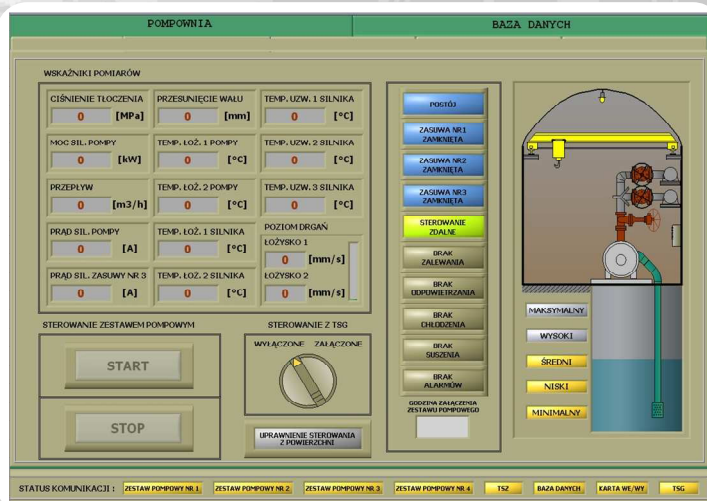 POMPOWNIA
BAZA DANYCH
WSKAŹNIKI POMIARÓW
CIŚNIENIE TŁOCZENIA
0 [MPa]
PRZESUNIĘCIE WAŁU
0 [mm]
TEMP. UZW. 1 SILNIKA
0 [°C]
MOC SIL. POMPY
0 [kW]
TEMP. ŁOŻ. 1 POMPY
0 [°C]
TEMP. UZW. 2 SILNIKA
0 [°C]
PRZEPŁYW
0 [m3/h]
TEMP. ŁOŻ. 2 POMPY
0 [°C]
TEMP. UZW. 3 SILNIKA
0 [°C]
PRĄD SIL. POMPY
0 [A]
TEMP. ŁOŻ. 1 SILNIKA
0 [°C]
POZIOM DRGAŃ
ŁOŻYSKO 1
0 [mm/s]
PRĄD SIL. ZASUWY NR 3
0 [A]
TEMP. ŁOŻ. 2 SILNIKA
0 [°C]
ŁOŻYSKO 2
0 [mm/s]
STEROWANIE ZESTAWEM POMPOWYM
START
STOP
STEROWANIE Z TSG
WYŁĄCZONE ZAŁĄCZONE
UPRAWNIENIE STEROWANIA
Z POWIERZCHNI
POSTÓJ
ZASUWA NR1
ZAMKNIĘTA
ZASUWA NR2
ZAMKNIĘTA
ZASUWA NR3
ZAMKNIĘTA
STEROWANIE
ZDALNE
BRAK
ZALEWANIA
BRAK
ODPOWIETRZANIA
BRAK
CHŁODZENIA
BRAK
SUSZENIA
BRAK
ALARMÓW
GODZINA ZAŁĄCZENIA
ZESTAWU POMPOWEGO
MAKSYMALNY
WYSOKI
ŚREDNI
NISKI
MINIMALNY
STATUS KOMUNIKACJI : ZESTAW POMPOWY NR 1 ZESTAW POMPOWY NR 2 ZESTAW POMPOWY NR 3 ZESTAW POMPOWY NR 4 TSZ BAZA DANYCH KARTA WE/WY TSG